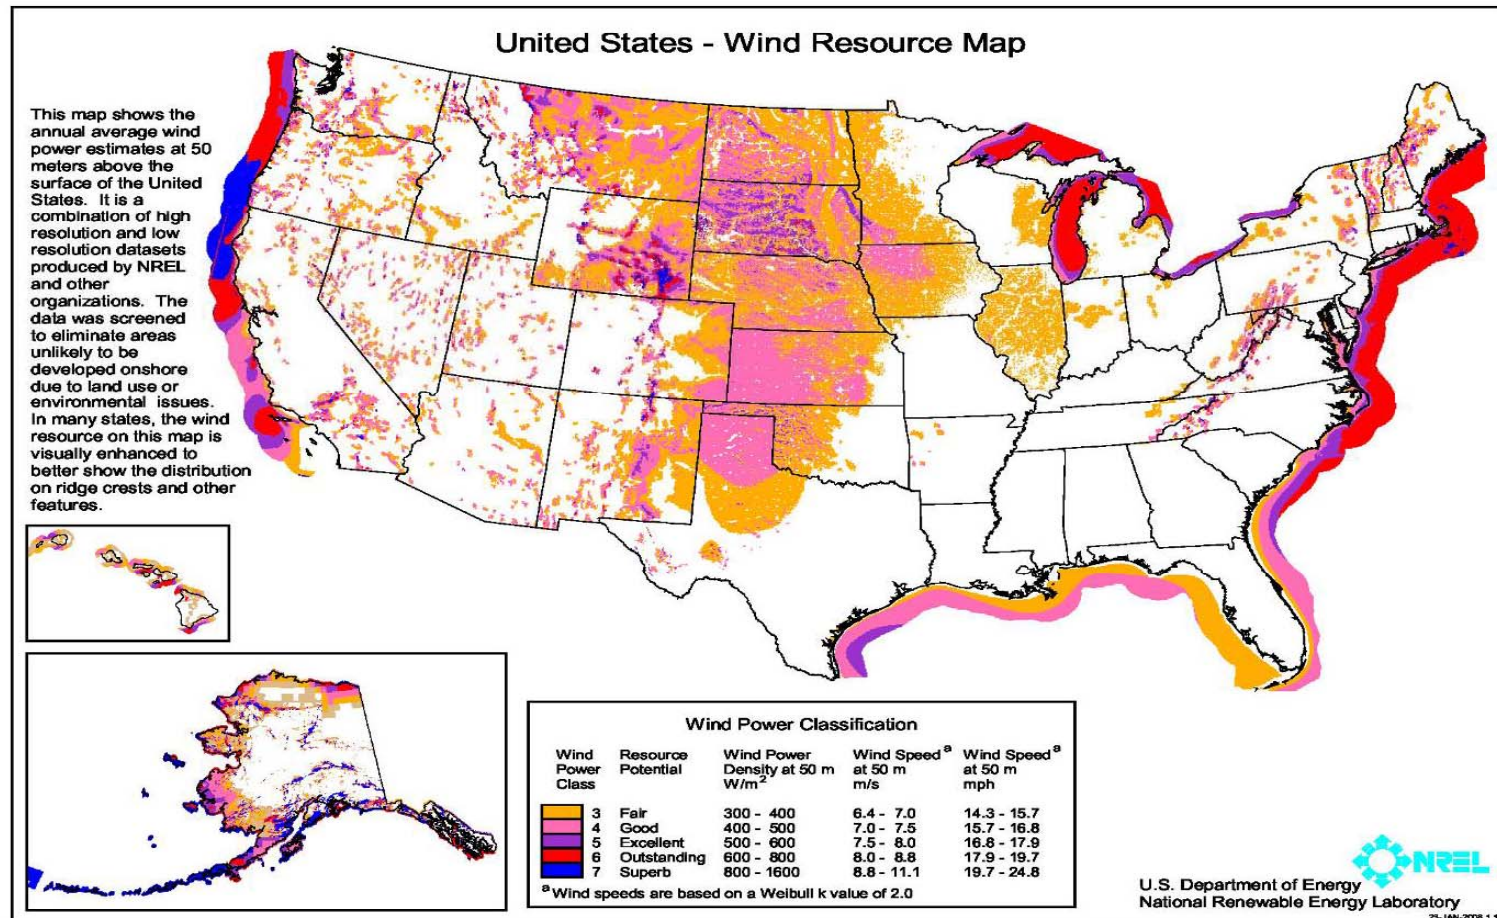 United States - Wind Resource Map
This map shows the
annual average wind
power estimates at 50
meters above the
surface of the United
States. It is a
combination of high
resolution and low
resolution datasets
produced by NREL
and other
organizations. The
data was screened
to eliminate areas
unlikely to be
developed onshore
due to land use or
environmental issues.
In many states, the wind
resource on this map is
visually enhanced to
better show the distribution
on ridge crests and other
features.
Wind Power Classification
Wind Resource Wind Power Wind Speed a Wind Speed a
Power Potential Density at 50 m at 50 m at 50 m
Class W/m2 m/s mph
3 Fair 300 - 400 6.4 - 7.0 14.3 - 15.7
4 Good 400 - 500 7.0 - 7.5 15.7 - 16.8
5 Excellent 500 - 600 7.5 - 8.0 16.8 - 17.9
6 Outstanding 600 - 800 8.0 - 8.8 17.9 - 19.7
7 Superb 800 - 1600 8.8 - 11.1 19.7 - 24.8
a Wind speeds are based on a Weibull k value of 2.0
NREL
U.S. Department of Energy
National Renewable Energy Laboratory